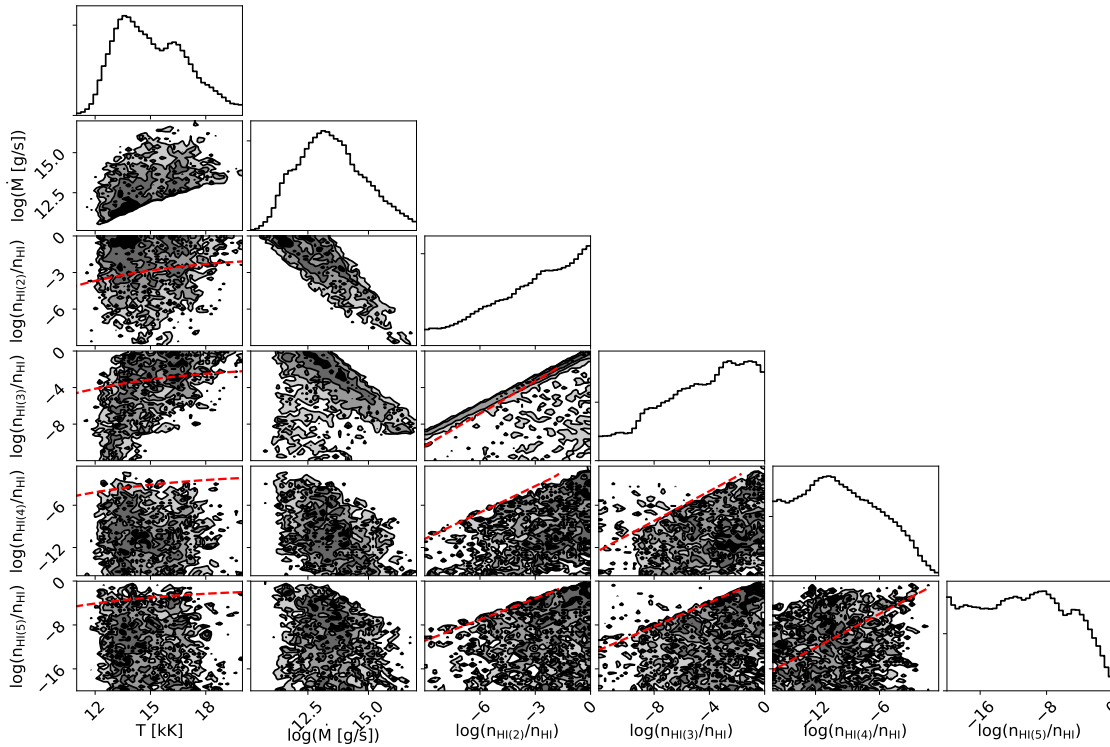 log(Ṁ [g/s])
15.0
12.5
log(n_HI(2)/n_HI)
0
−3
−6
log(n_HI(3)/n_HI)
0
−4
−8
log(n_HI(4)/n_HI)
−6
−12
log(n_HI(5)/n_HI)
0
−8
−16
12 15 18
T [kK]
12.5 15.0
log(Ṁ [g/s])
−6 −3 0
log(n_HI(2)/n_HI)
−8 −4 0
log(n_HI(3)/n_HI)
−12 −6
log(n_HI(4)/n_HI)
−16 −8 0
log(n_HI(5)/n_HI)